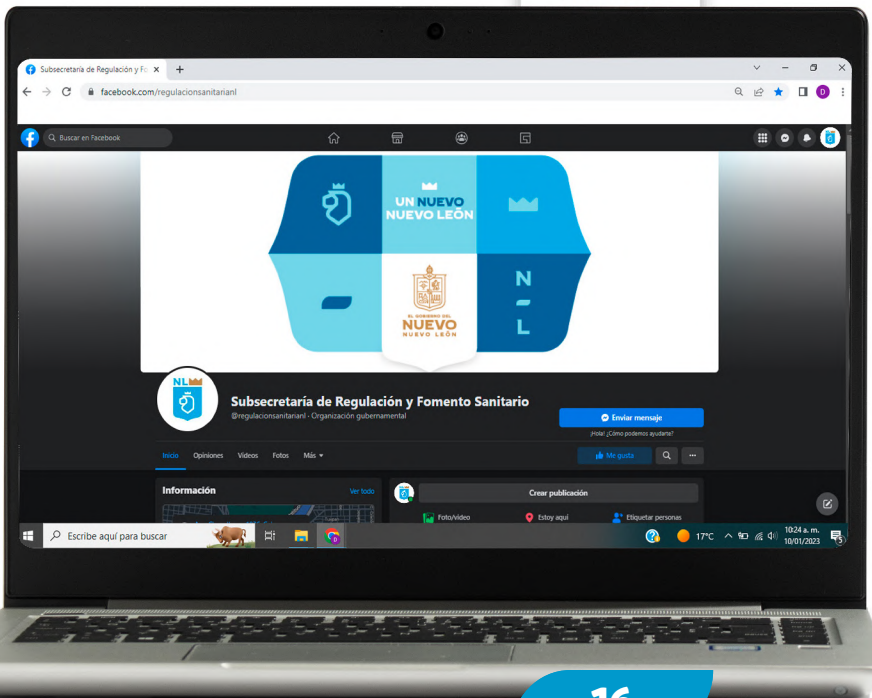 Subsecretaría de Regulación y Fo
facebook.com/regulacionsanitarianl
D
Buscar en Facebook
UN NUEVO
NUEVO LEÓN
N
L
EL GOBIERNO DEL
NUEVO
NUEVO LEÓN
NL
Subsecretaría de Regulación y Fomento Sanitario
@regulacionsanitarianl · Organización gubernamental
Enviar mensaje
¡Hola! ¿Cómo podemos ayudarte?
Inicio
Opiniones
Videos
Fotos
Más
Me gusta
Información
Ver todo
Crear publicación
Foto/video
Estoy aquí
Etiquetar personas
Escribe aquí para buscar
17°C
10:24 a. m.
10/01/2023
5
16